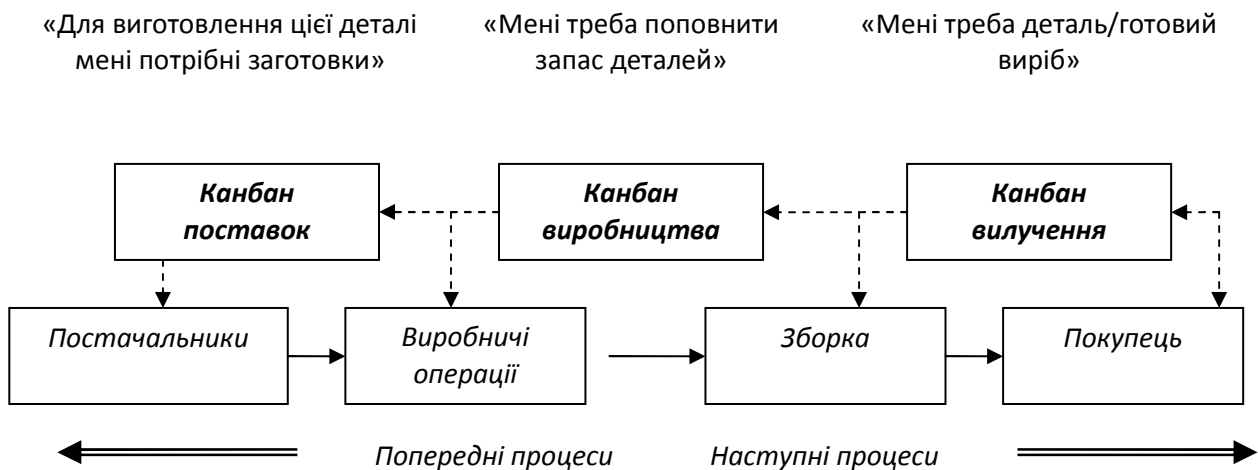 «Для виготовлення цієї деталі
мені потрібні заготовки»
«Мені треба поповнити
запас деталей»
«Мені треба деталь/готовий
виріб»
Канбан
поставок
Канбан
виробництва
Канбан
вилучення
Постачальники
Виробничі
операції
Зборка
Покупець
Попередні процеси
Наступні процеси